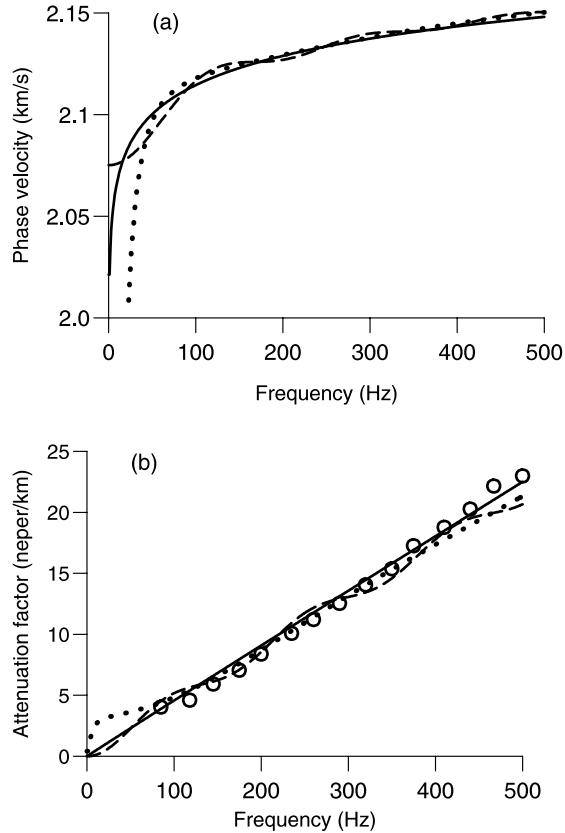 (a)
Phase velocity (km/s)
2.15
2.1
2.05
2.0
0 100 200 300 400 500
Frequency (Hz)
(b)
Attenuation factor (neper/km)
25
20
15
10
5
0
0 100 200 300 400 500
Frequency (Hz)